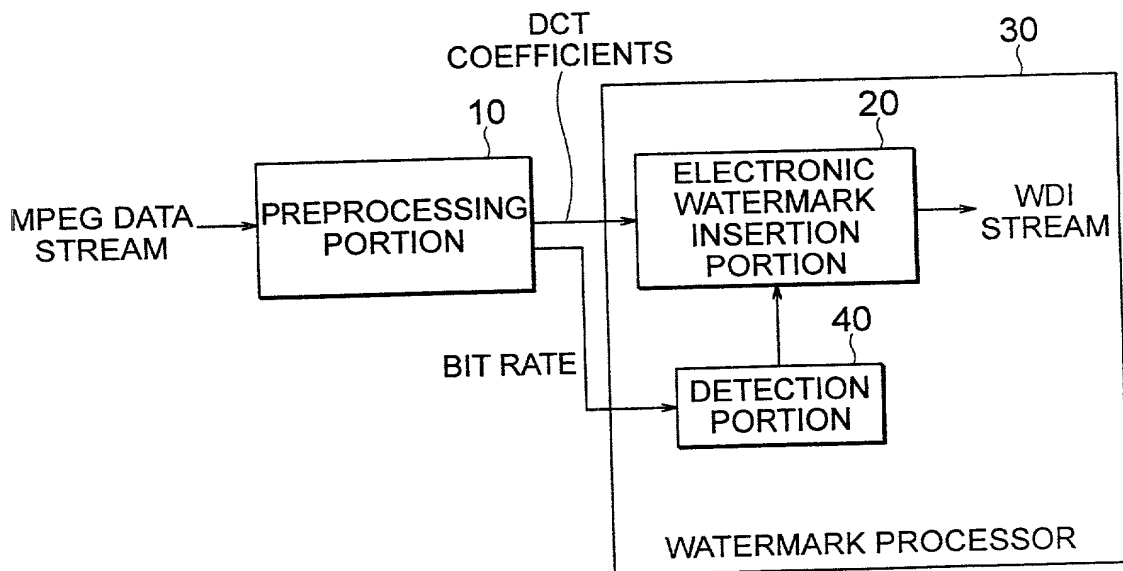 DCT
COEFFICIENTS
30
10
20
MPEG DATA
STREAM
PREPROCESSING
PORTION
ELECTRONIC
WATERMARK
INSERTION
PORTION
WDI
STREAM
BIT RATE
40
DETECTION
PORTION
WATERMARK PROCESSOR